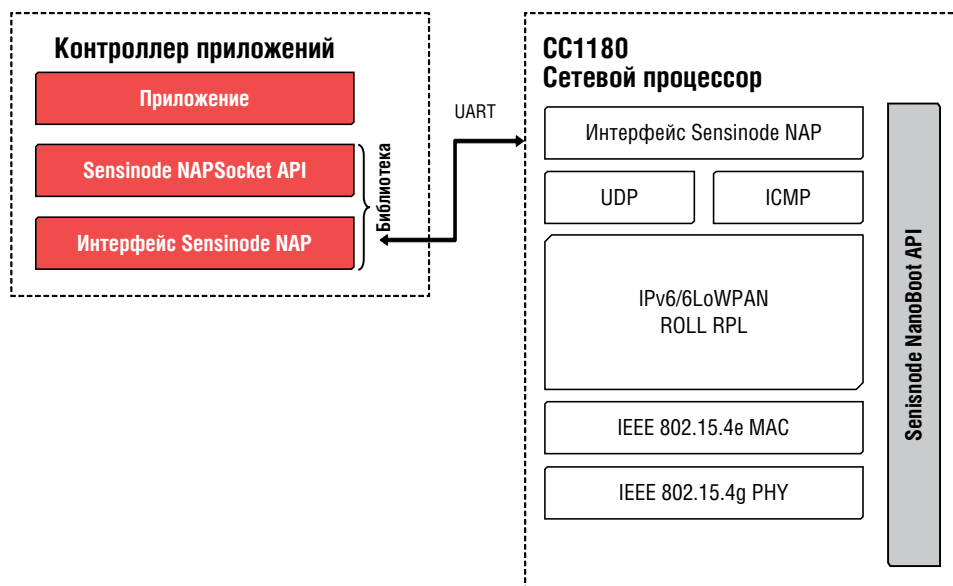 Контроллер приложений
Приложение
Sensinode NAPSocket API
Интерфейс Sensinode NAP
Библиотека
UART
CC1180
Сетевой процессор
Интерфейс Sensinode NAP
UDP
ICMP
IPv6/6LoWPAN
ROLL RPL
IEEE 802.15.4e MAC
IEEE 802.15.4g PHY
Senisnode NanoBoot API